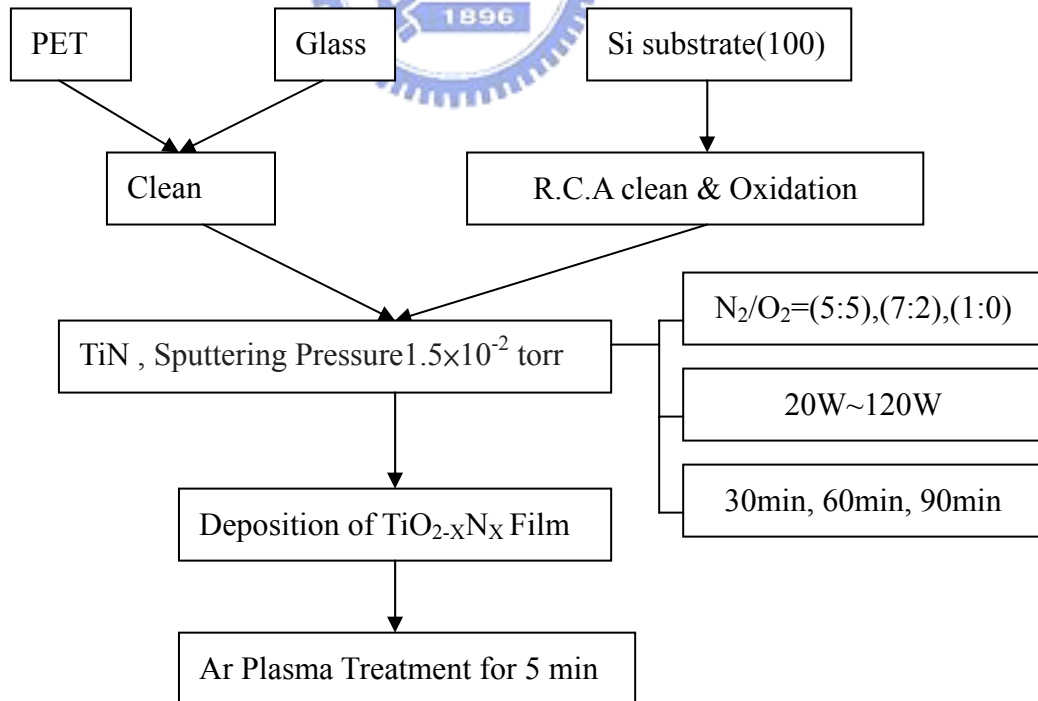 1896
PET
Glass
Si substrate(100)
Clean
R.C.A clean & Oxidation
N₂/O₂=(5:5),(7:2),(1:0)
TiN , Sputtering Pressure1.5×10⁻² torr
20W~120W
30min, 60min, 90min
Deposition of TiO₂₋ₓNₓ Film
Ar Plasma Treatment for 5 min